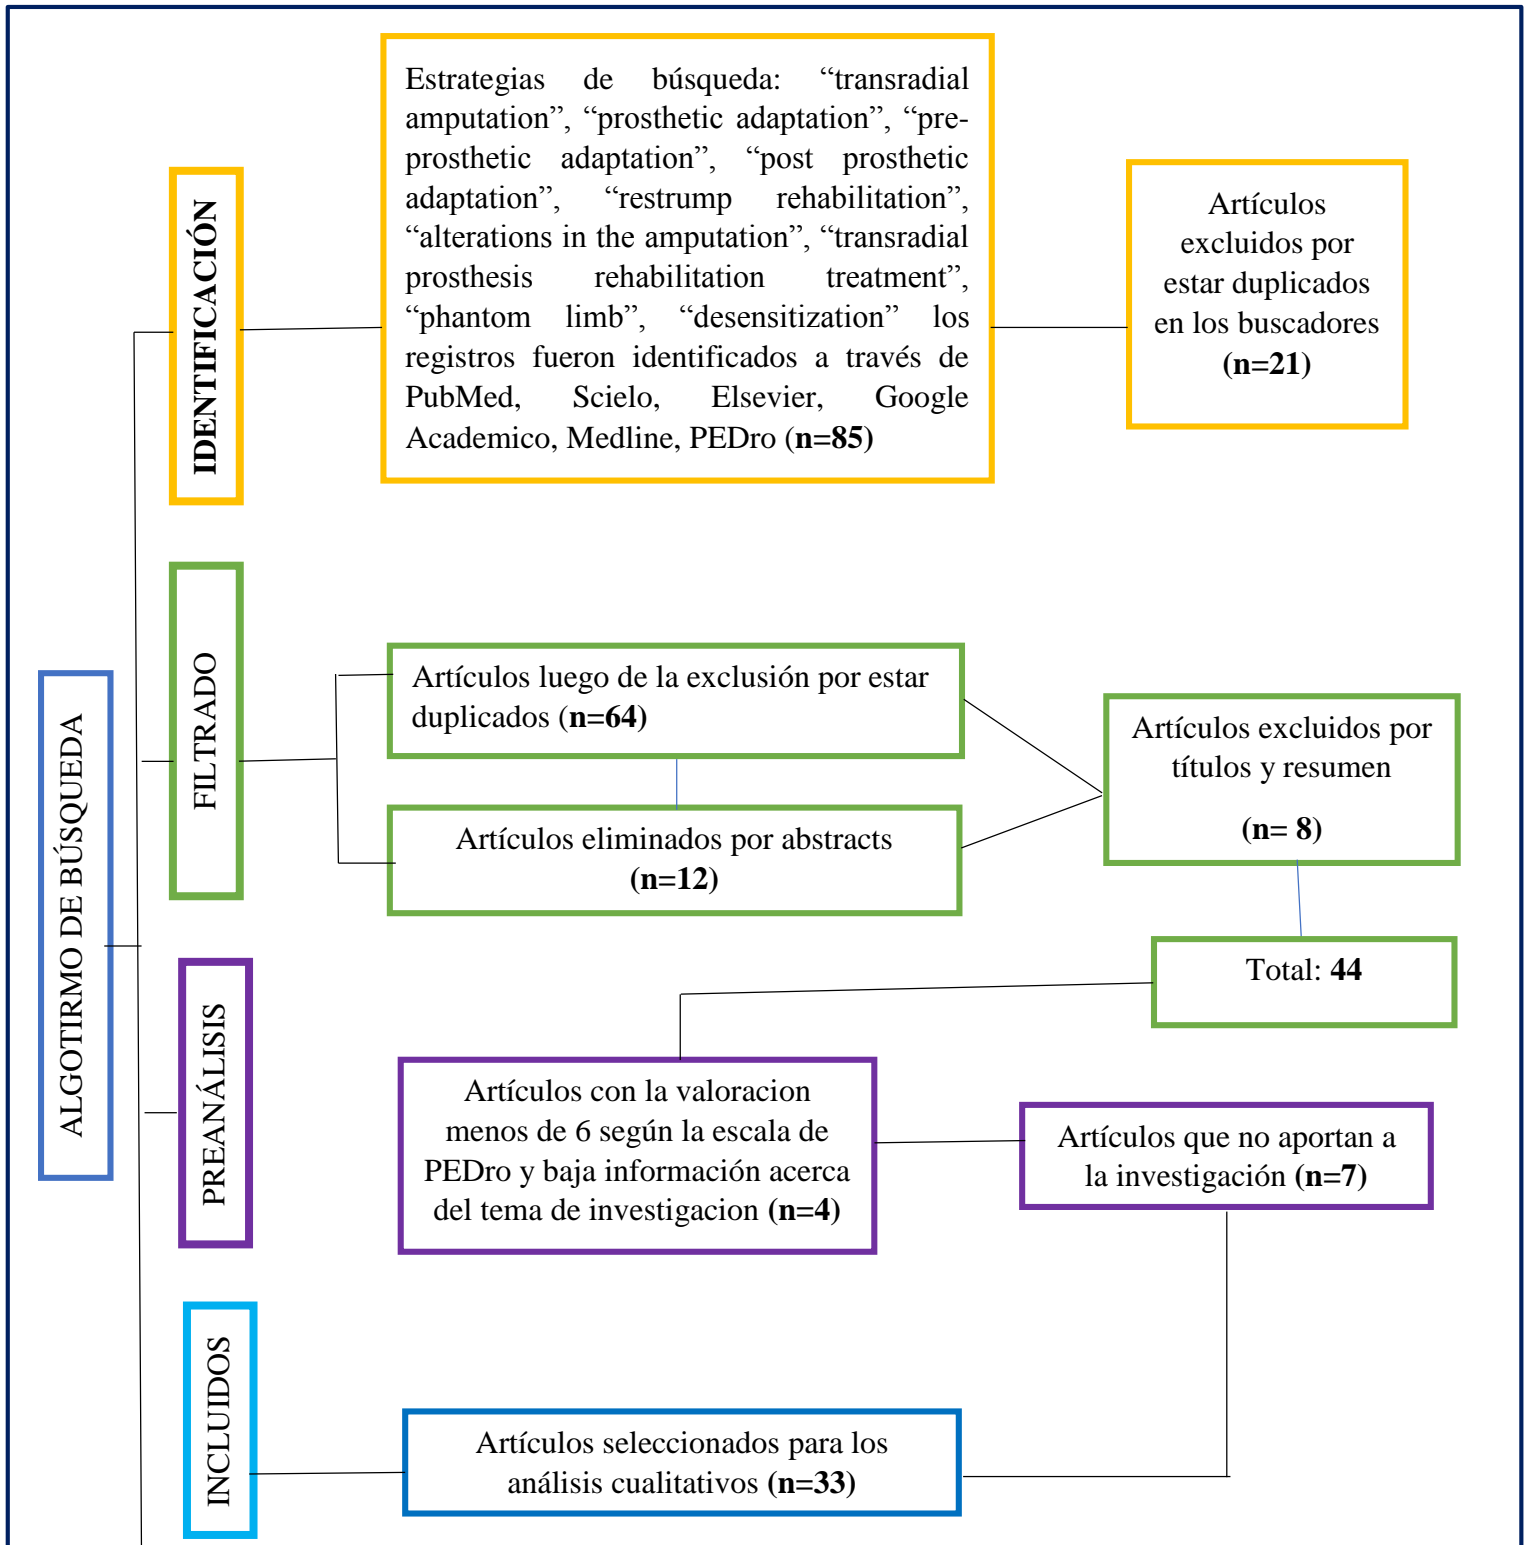 Estrategias de búsqueda: “transradial
amputation”, “prosthetic adaptation”, “pre-
prosthetic adaptation”, “post prosthetic
adaptation”, “restrump rehabilitation”,
“alterations in the amputation”, “transradial
prosthesis rehabilitation treatment”,
“phantom limb”, “desensitization” los
registros fueron identificados a través de
PubMed, Scielo, Elsevier, Google
Academico, Medline, PEDro (n=85)
Artículos
excluidos por
estar duplicados
en los buscadores
(n=21)
IDENTIFICACIÓN
FILTRADO
Artículos luego de la exclusión por estar
duplicados (n=64)
Artículos eliminados por abstracts
(n=12)
Artículos excluidos por
títulos y resumen
(n= 8)
Total: 44
ALGOTIRMO DE BÚSQUEDA
PREANÁLISIS
Artículos con la valoracion
menos de 6 según la escala de
PEDro y baja información acerca
del tema de investigacion (n=4)
Artículos que no aportan a
la investigación (n=7)
INCLUIDOS
Artículos seleccionados para los
análisis cualitativos (n=33)